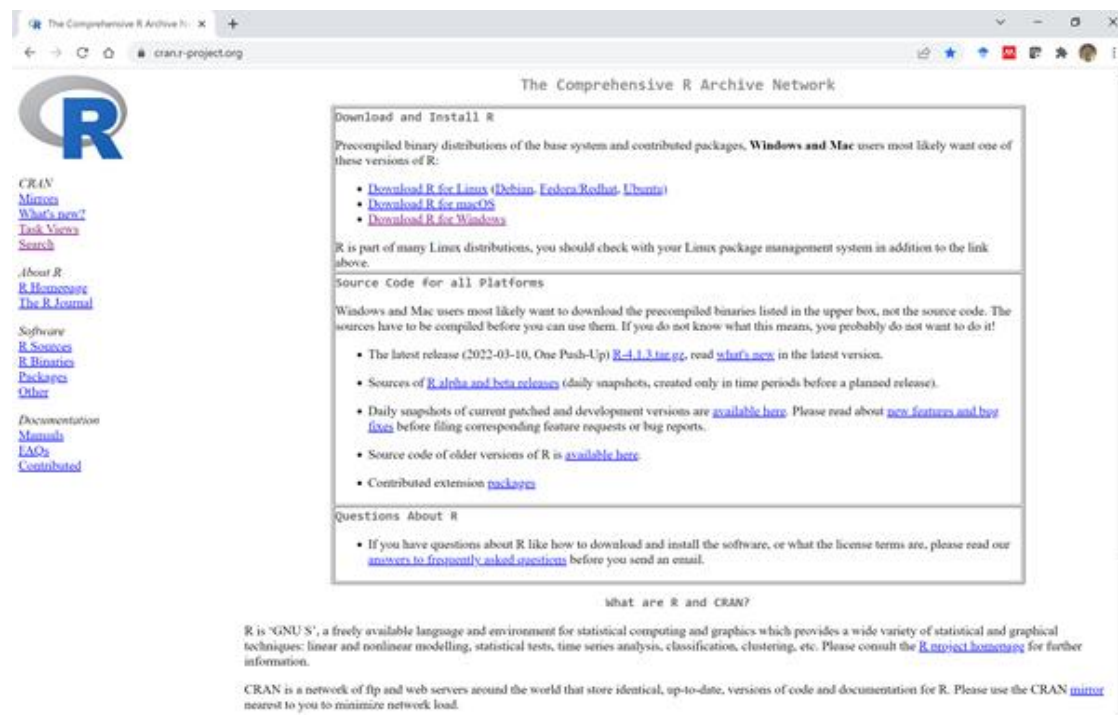 The Comprehensive R Archive N
cran.r-project.org
R
CRAN
Mirrors
What's new?
Task Views
Search
About R
R Homepage
The R Journal
Software
R Sources
R Binaries
Packages
Other
Documentation
Manuals
FAQs
Contributed
The Comprehensive R Archive Network
Download and Install R
Precompiled binary distributions of the base system and contributed packages, Windows and Mac users most likely want one of
these versions of R:
• Download R for Linux (Debian, Fedora/Redhat, Ubuntu)
• Download R for macOS
• Download R for Windows
R is part of many Linux distributions, you should check with your Linux package management system in addition to the link
above.
Source Code for all Platforms
Windows and Mac users most likely want to download the precompiled binaries listed in the upper box, not the source code. The
sources have to be compiled before you can use them. If you do not know what this means, you probably do not want to do it!
• The latest release (2022-03-10, One Push-Up) R-4.1.3.tar.gz, read what's new in the latest version.
• Sources of R alpha and beta releases (daily snapshots, created only in time periods before a planned release).
• Daily snapshots of current patched and development versions are available here. Please read about new features and bug
fixes before filing corresponding feature requests or bug reports.
• Source code of older versions of R is available here.
• Contributed extension packages
Questions About R
• If you have questions about R like how to download and install the software, or what the license terms are, please read our
answers to frequently asked questions before you send an email.
What are R and CRAN?
R is ‘GNU S’, a freely available language and environment for statistical computing and graphics which provides a wide variety of statistical and graphical
techniques: linear and nonlinear modelling, statistical tests, time series analysis, classification, clustering, etc. Please consult the R project homepage for further
information.
CRAN is a network of ftp and web servers around the world that store identical, up-to-date, versions of code and documentation for R. Please use the CRAN mirror
nearest to you to minimize network load.